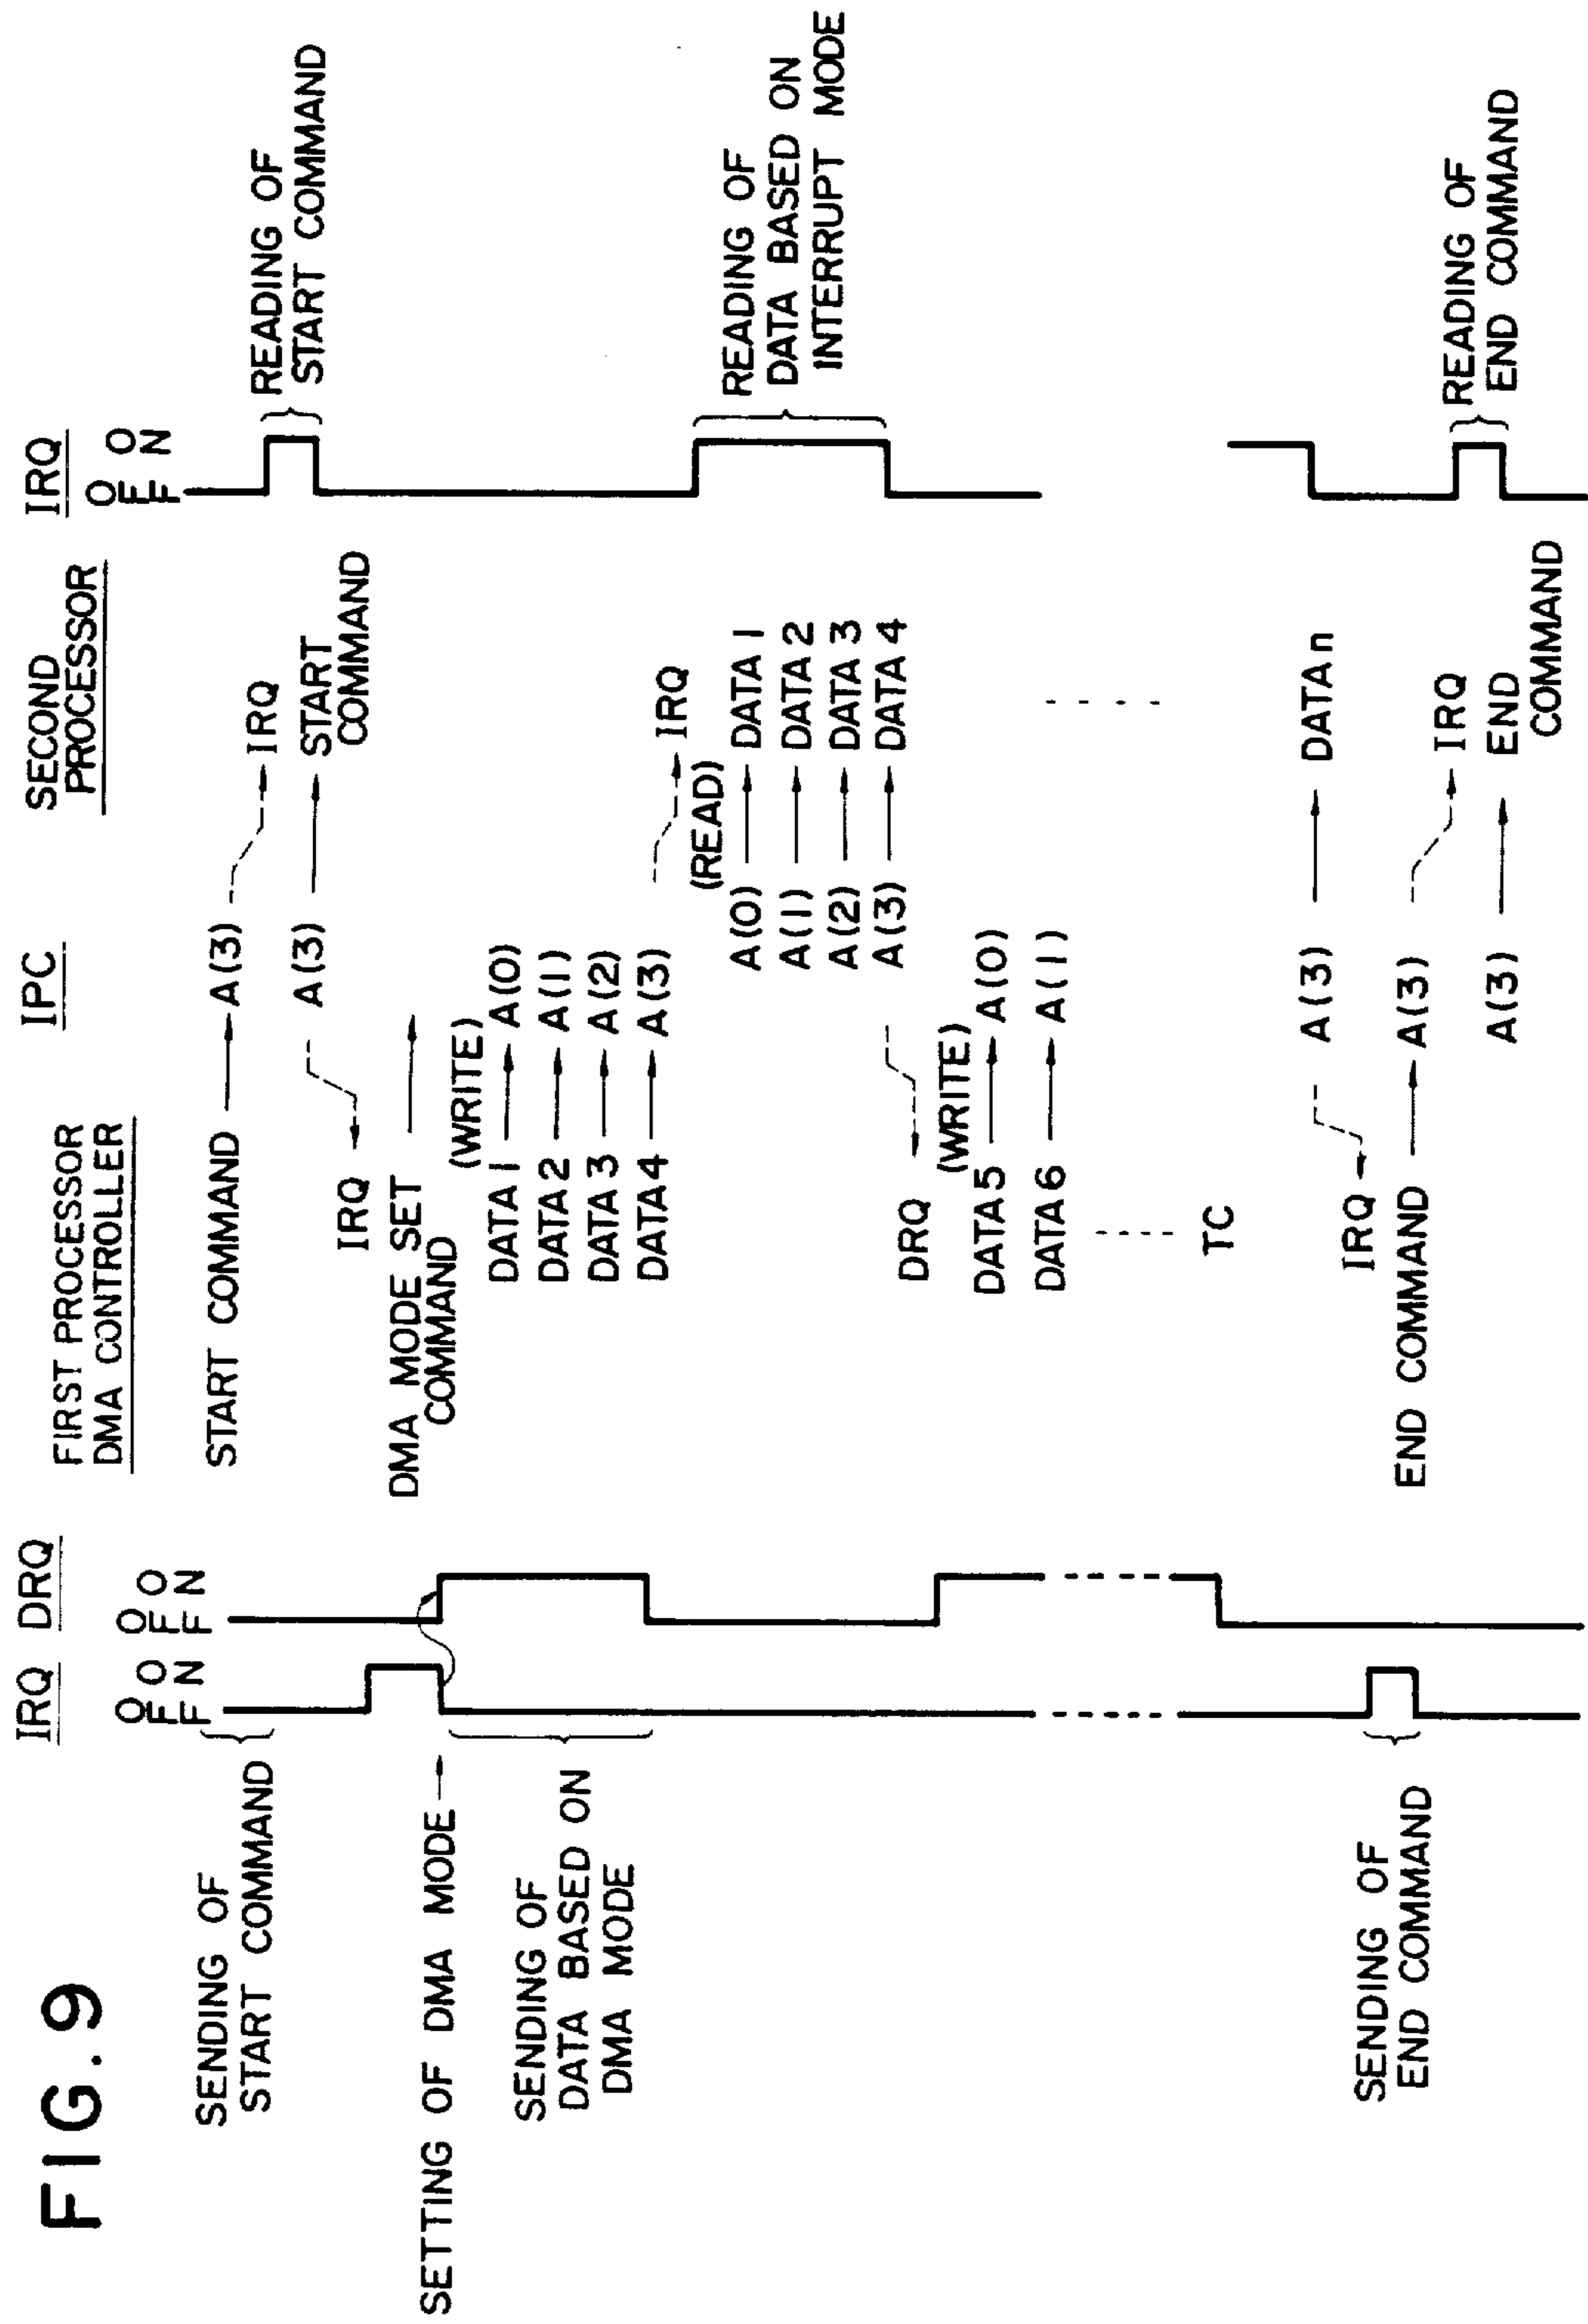 FIG. 9
IRQ DRQ
OFF ON OFF ON
FIRST PROCESSOR
DMA CONTROLLER
IPC
SECOND
PROCESSOR
IRQ
OFF ON
SENDING OF
START COMMAND
START COMMAND → A(3)
IRQ
READING OF
START COMMAND
A(3) → START
COMMAND
IRQ
SETTING OF DMA MODE →
DMA MODE SET →
COMMAND
SENDING OF
DATA BASED ON
DMA MODE
(WRITE)
DATA 1 → A(0)
DATA 2 → A(1)
DATA 3 → A(2)
DATA 4 → A(3)
IRQ
(READ)
A(0) → DATA 1
A(1) → DATA 2
A(2) → DATA 3
A(3) → DATA 4
READING OF
DATA BASED ON
INTERRUPT MODE
DRQ
(WRITE)
DATA 5 → A(0)
DATA 6 → A(1)
TC
A(3) → DATA n
IRQ
SENDING OF
END COMMAND
END COMMAND → A(3)
IRQ
A(3) → END
COMMAND
READING OF
END COMMAND